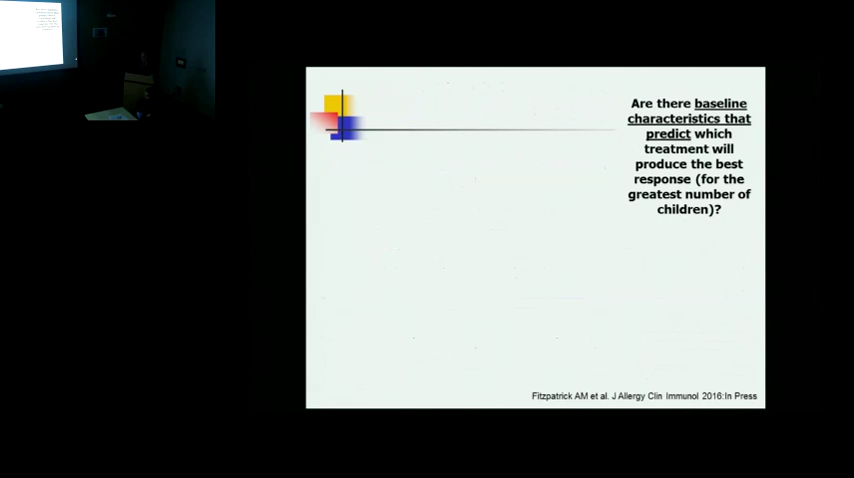 Are there baseline
characteristics that
predict which
treatment will
produce the best
response (for the
greatest number of
children)?
Fitzpatrick AM et al. J Allergy Clin Immunol 2016:In Press